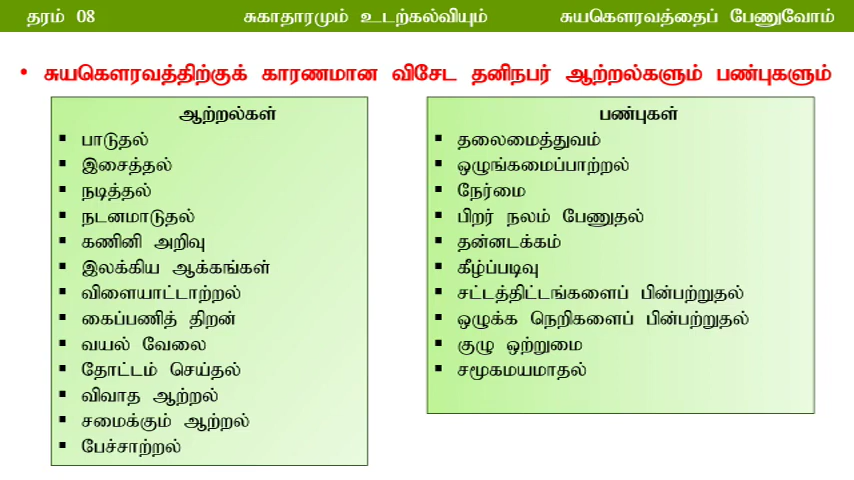 தரம் 08 சுகாதாரமும் உடற்கல்வியும் சுயகௌரவத்தைப் பேணுவோம்
• சுயகௌரவத்திற்குக் காரணமான விசேட தனிநபர் ஆற்றல்களும் பண்புகளும்
ஆற்றல்கள்
▪ பாடுதல்
▪ இசைத்தல்
▪ நடித்தல்
▪ நடனமாடுதல்
▪ கணினி அறிவு
▪ இலக்கிய ஆக்கங்கள்
▪ விளையாட்டாற்றல்
▪ கைப்பணித் திறன்
▪ வயல் வேலை
▪ தோட்டம் செய்தல்
▪ விவாத ஆற்றல்
▪ சமைக்கும் ஆற்றல்
▪ பேச்சாற்றல்
பண்புகள்
▪ தலைமைத்துவம்
▪ ஒழுங்கமைப்பாற்றல்
▪ நேர்மை
▪ பிறர் நலம் பேணுதல்
▪ தன்னடக்கம்
▪ கீழ்ப்படிவு
▪ சட்டத்திட்டங்களைப் பின்பற்றுதல்
▪ ஒழுக்க நெறிகளைப் பின்பற்றுதல்
▪ குழு ஒற்றுமை
▪ சமூகமயமாதல்